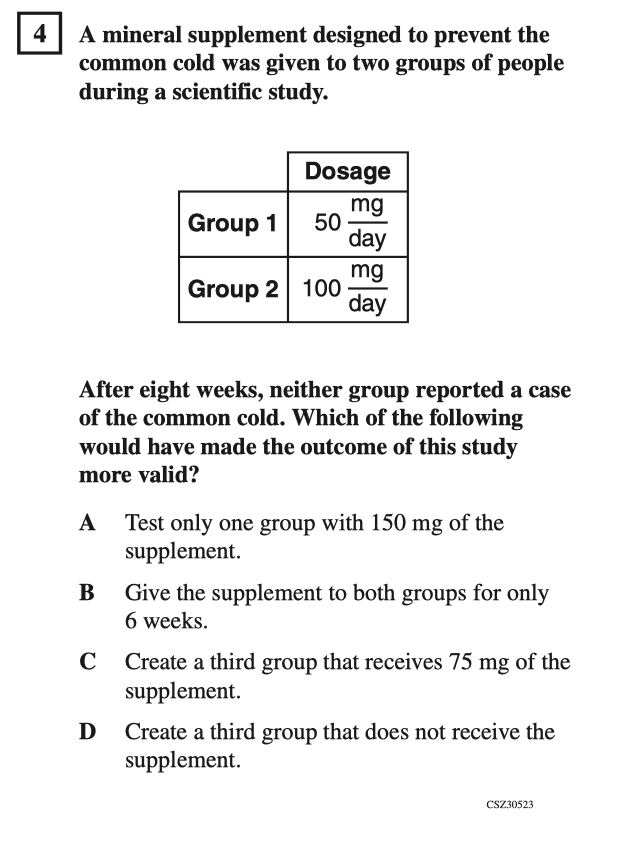 4 A mineral supplement designed to prevent the
common cold was given to two groups of people
during a scientific study.
Dosage
Group 1 50 mg/day
Group 2 100 mg/day
After eight weeks, neither group reported a case
of the common cold. Which of the following
would have made the outcome of this study
more valid?
A Test only one group with 150 mg of the
supplement.
B Give the supplement to both groups for only
6 weeks.
C Create a third group that receives 75 mg of the
supplement.
D Create a third group that does not receive the
supplement.
CSZ30523